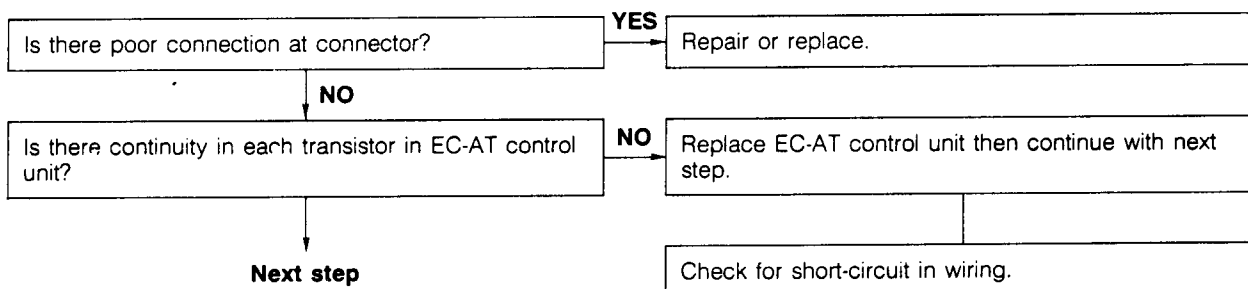 Is there poor connection at connector?
YES
Repair or replace.
NO
Is there continuity in each transistor in EC-AT control
unit?
NO
Replace EC-AT control unit then continue with next
step.
Next step
Check for short-circuit in wiring.